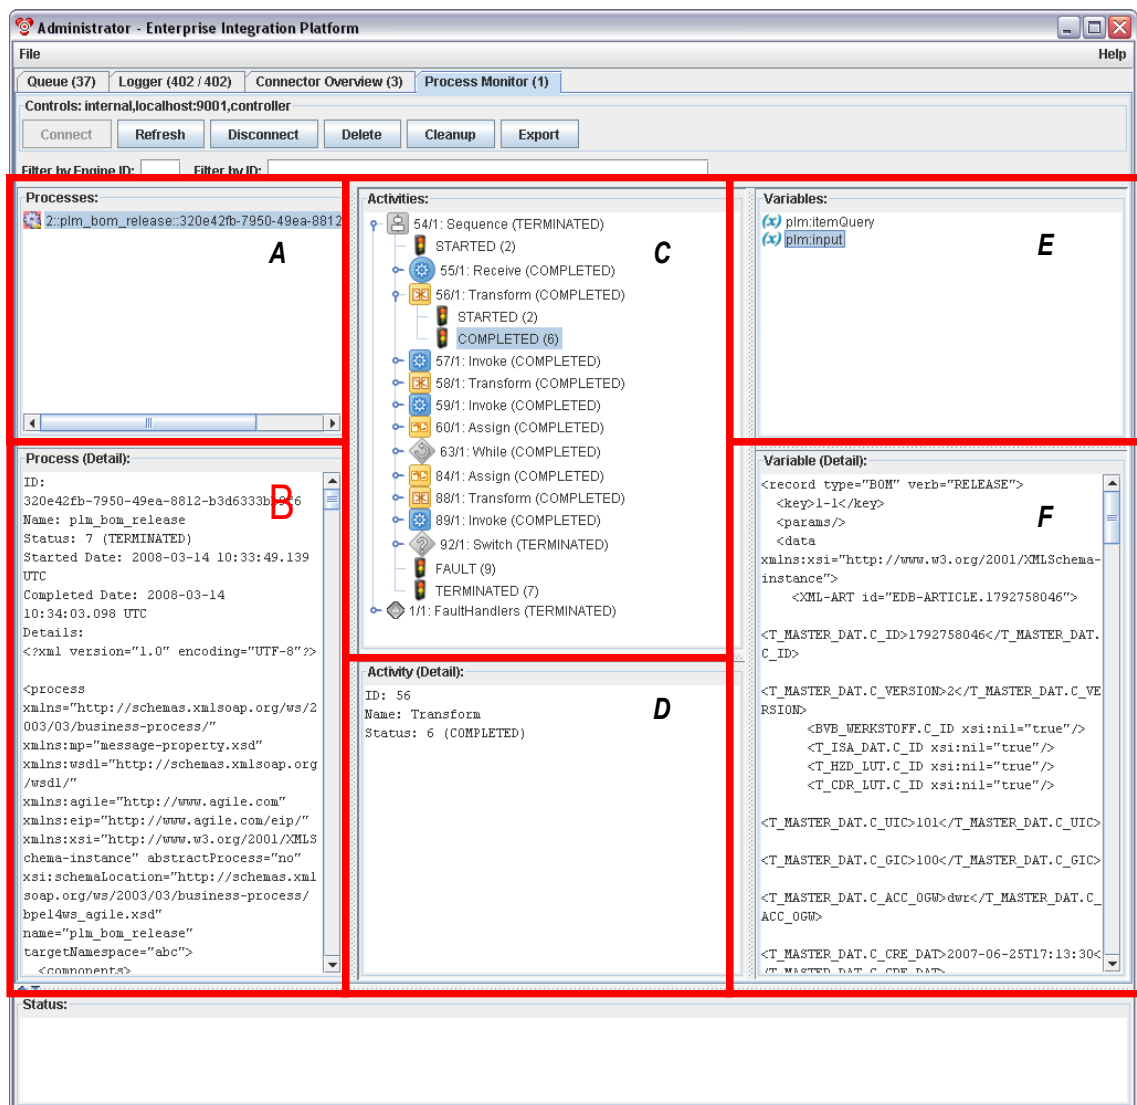 Administrator - Enterprise Integration Platform
File Help
Queue (37) Logger (402 / 402) Connector Overview (3) Process Monitor (1)
Controls: internal,localhost:9001,controller
Connect Refresh Disconnect Delete Cleanup Export
Filter by Engine ID: Filter by ID:
Processes:
2::plm_bom_release::320e42fb-7950-49ea-8812
A
Process (Detail):
ID:
320e42fb-7950-49ea-8812-b3d6333b
B
Name: plm_bom_release
Status: 7 (TERMINATED)
Started Date: 2008-03-14 10:33:49.139
UTC
Completed Date: 2008-03-14
10:34:03.098 UTC
Details:
<?xml version="1.0" encoding="UTF-8"?>
<process
xmlns="http://schemas.xmlsoap.org/ws/2
003/03/business-process/"
xmlns:mp="message-property.xsd"
xmlns:wsdl="http://schemas.xmlsoap.org
/wsdl/"
xmlns:agile="http://www.agile.com"
xmlns:eip="http://www.agile.com/eip/"
xmlns:xsi="http://www.w3.org/2001/XMLS
chema-instance" abstractProcess="no"
xsi:schemaLocation="http://schemas.xml
soap.org/ws/2003/03/business-process/
bpel4ws_agile.xsd"
name="plm_bom_release"
targetNamespace="abc">
<components>
Activities:
54/1: Sequence (TERMINATED)
STARTED (2)
C
55/1: Receive (COMPLETED)
56/1: Transform (COMPLETED)
STARTED (2)
COMPLETED (6)
57/1: Invoke (COMPLETED)
58/1: Transform (COMPLETED)
59/1: Invoke (COMPLETED)
60/1: Assign (COMPLETED)
63/1: While (COMPLETED)
84/1: Assign (COMPLETED)
88/1: Transform (COMPLETED)
89/1: Invoke (COMPLETED)
92/1: Switch (TERMINATED)
FAULT (9)
TERMINATED (7)
1/1: FaultHandlers (TERMINATED)
Activity (Detail):
ID: 56
Name: Transform
D
Status: 6 (COMPLETED)
Variables:
(x) plm:itemQuery
(x) plm:input
E
Variable (Detail):
<record type="BOM" verb="RELEASE">
<key>1-1</key>
<params/>
F
<data
xmlns:xsi="http://www.w3.org/2001/XMLSchema-
instance">
<XML-ART id="EDB-ARTICLE.1792758046">
<T_MASTER_DAT.C_ID>1792758046</T_MASTER_DAT.
C_ID>
<T_MASTER_DAT.C_VERSION>2</T_MASTER_DAT.C_VE
RSION>
<BVB_WERKSTOFF.C_ID xsi:nil="true"/>
<T_ISA_DAT.C_ID xsi:nil="true"/>
<T_HZD_LUT.C_ID xsi:nil="true"/>
<T_CDR_LUT.C_ID xsi:nil="true"/>
<T_MASTER_DAT.C_UIC>101</T_MASTER_DAT.C_UIC>
<T_MASTER_DAT.C_GIC>100</T_MASTER_DAT.C_GIC>
<T_MASTER_DAT.C_ACC_OGW>dwr</T_MASTER_DAT.C_
ACC_OGW>
<T_MASTER_DAT.C_CRE_DAT>2007-06-25T17:13:30<
/T_MASTER_DAT.C_CRE_DAT>
Status: